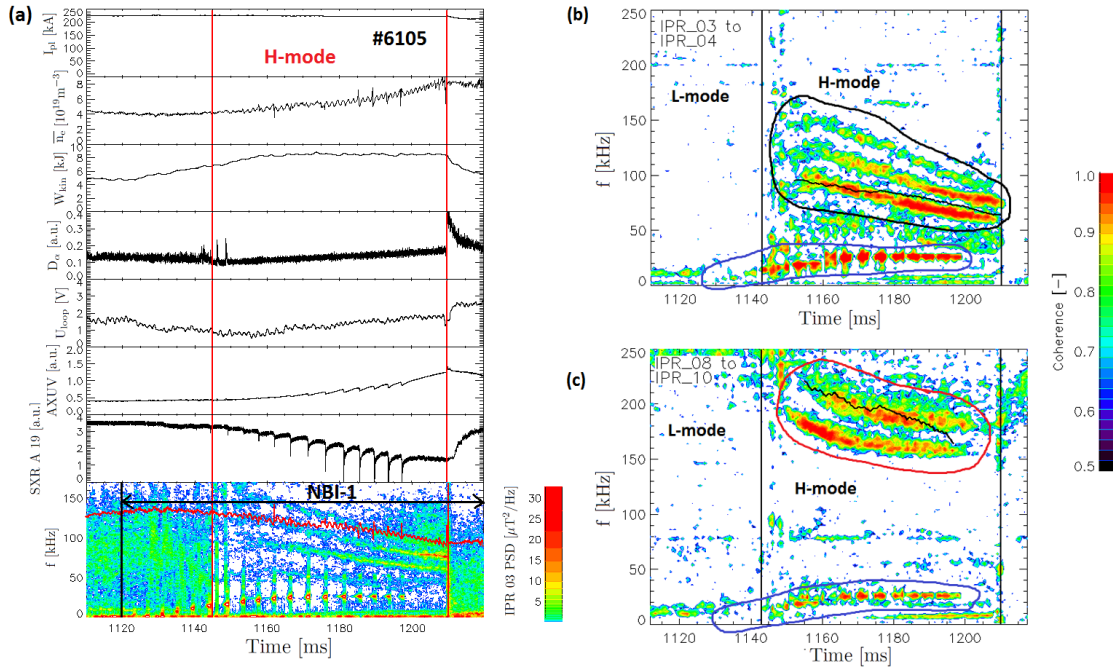 (a)
250
200
150
100
50
0
I_pl [kA]
#6105
H-mode
8
6
4
2
0
n̅_e [10^19 m^-3]
10
8
6
4
2
0
W_kin [kJ]
0.4
0.3
0.2
0.1
0.0
D_α [a.u.]
4
3
2
1
0
U_loop [V]
2.0
1.5
1.0
0.5
0.0
AXUV [a.u.]
3
2
1
0
SXR A 19 [a.u.]
NBI-1
150
100
50
0
f [kHz]
1120 1140 1160 1180 1200
Time [ms]
30
25
20
15
10
5
IPR 03 PSD [μT^2/Hz]
(b)
IPR_03 to
IPR_04
L-mode
H-mode
250
200
150
100
50
0
f [kHz]
1120 1140 1160 1180 1200
Time [ms]
(c)
IPR_08 to
IPR_10
L-mode
H-mode
250
200
150
100
50
0
f [kHz]
1120 1140 1160 1180 1200
Time [ms]
1.0
0.9
0.8
0.7
0.6
0.5
Coherence [-]